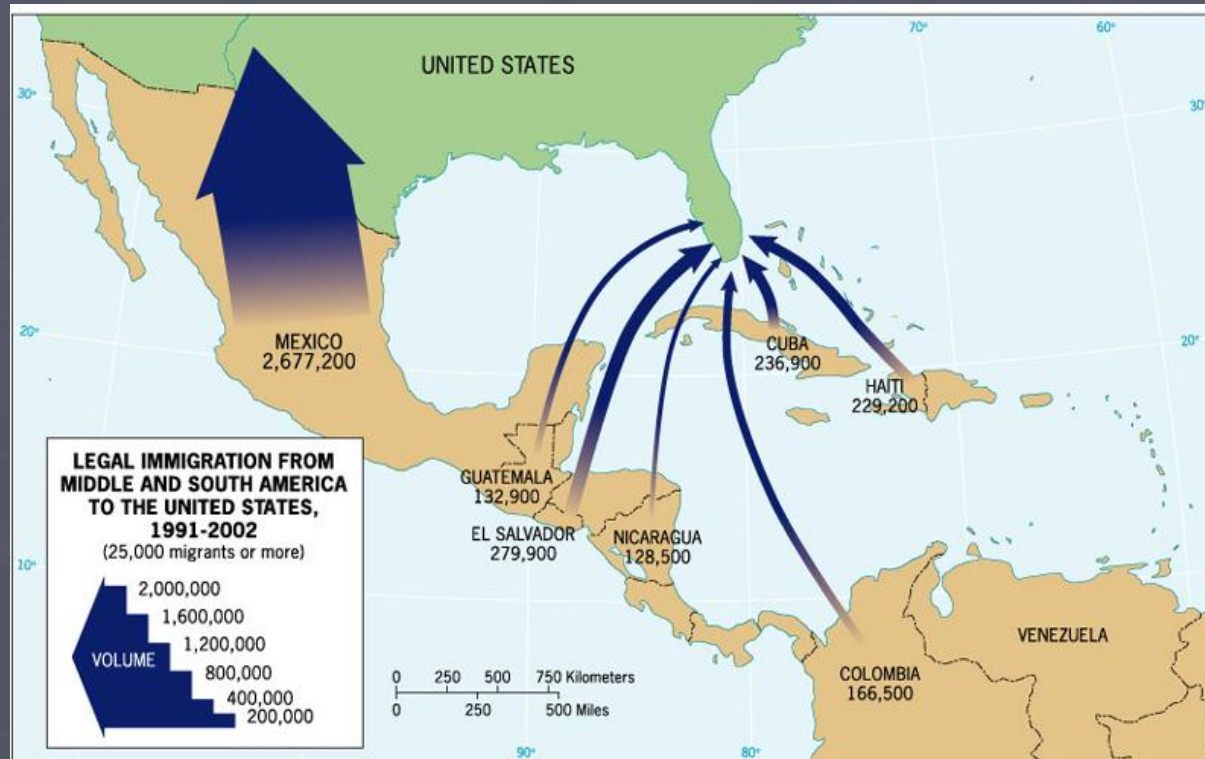 70°
60°
UNITED STATES
30°
30°
20°
MEXICO
2,677,200
CUBA
236,900
20°
HAITI
229,200
LEGAL IMMIGRATION FROM
MIDDLE AND SOUTH AMERICA
TO THE UNITED STATES,
1991-2002
(25,000 migrants or more)
2,000,000
1,600,000
1,200,000
VOLUME
800,000
400,000
200,000
GUATEMALA
132,900
EL SALVADOR
279,900
NICARAGUA
128,500
10°
VENEZUELA
COLOMBIA
166,500
0 250 500 750 Kilometers
0 250 500 Miles
90°
80°